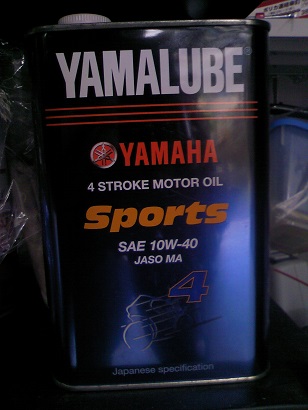 YAMALUBE
YAMAHA
4 STROKE MOTOR OIL
Sports
SAE 10W-40
JASO MA
4
Japanese specification